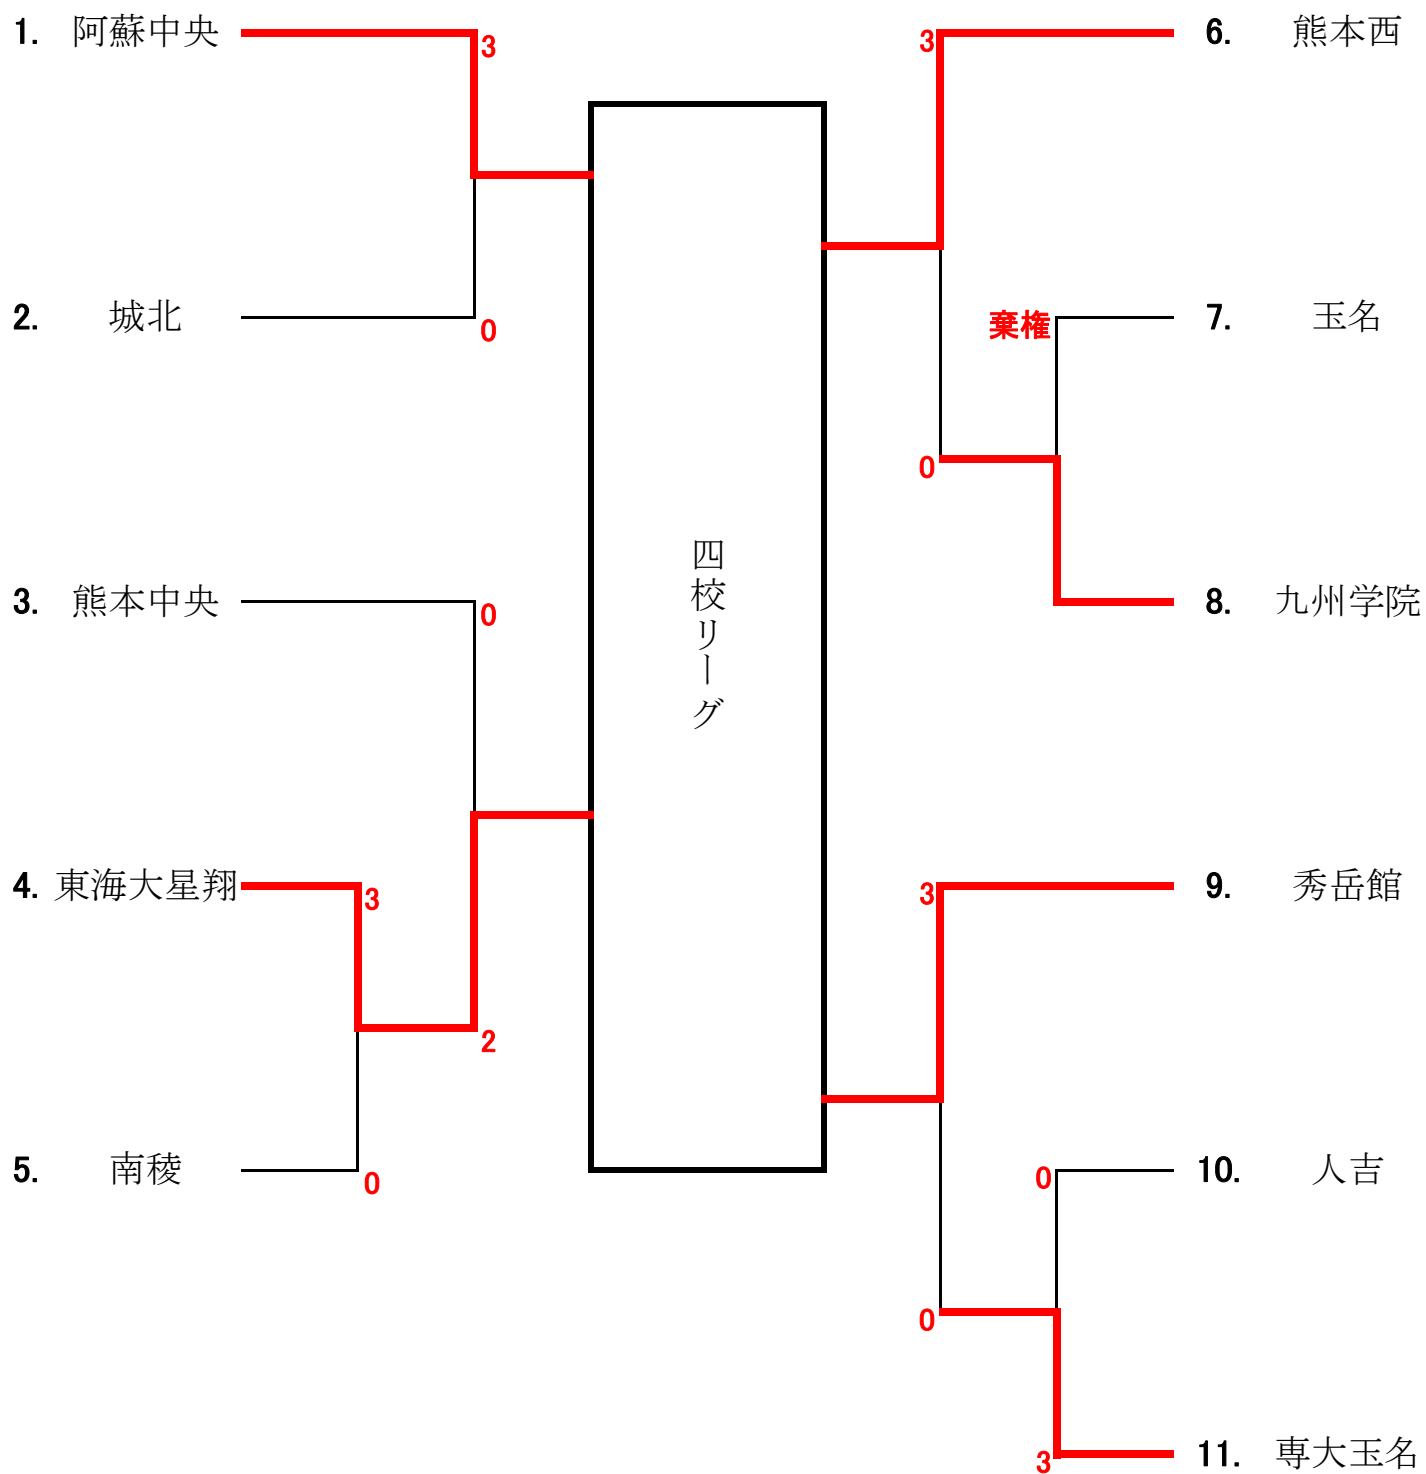 1. 阿蘇中央
3
2. 城北
0
3. 熊本中央
0
4. 東海大星翔
3
2
5. 南稜
0
四校リーグ
6. 熊本西
3
7. 玉名
棄権
0
8. 九州学院
9. 秀岳館
3
10. 人吉
0
0
11. 専大玉名
3